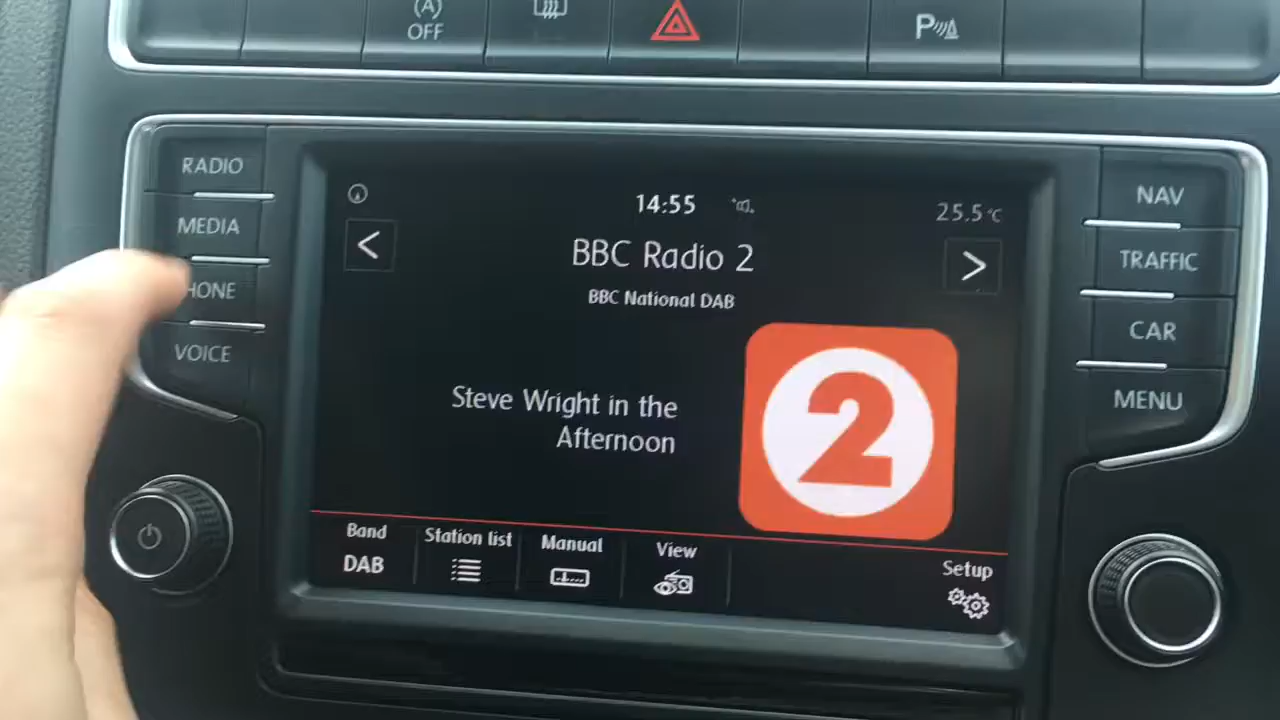 A
OFF
P
RADIO
MEDIA
HONE
VOICE
14:55
25.5°C
<
BBC Radio 2
>
BBC National DAB
Steve Wright in the
Afternoon
2
Band
DAB
Station list
Manual
View
Setup
NAV
TRAFFIC
CAR
MENU